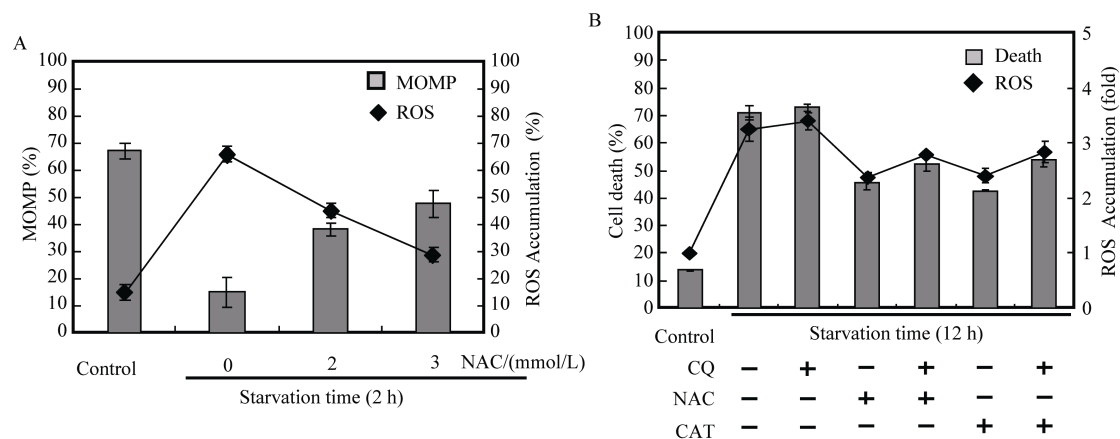 A
100 100
90 90
80 80
70 70
60 60
50 50
40 40
30 30
20 20
10 10
0 0
MOMP (%)
ROS Accumulation (%)
MOMP
ROS
Control 0 2 3 NAC/(mmol/L)
Starvation time (2 h)
B
100 5
90
80 4
70
60 3
50
40 2
30
20 1
10
0 0
Cell death (%)
ROS Accumulation (fold)
Death
ROS
Control Starvation time (12 h)
CQ − + − + − +
NAC − − + + − −
CAT − − − − + +